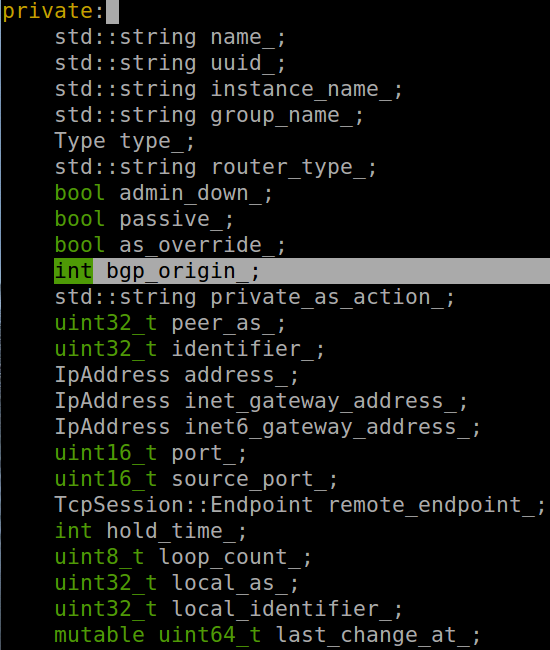 private:
    std::string name_;
    std::string uuid_;
    std::string instance_name_;
    std::string group_name_;
    Type type_;
    std::string router_type_;
    bool admin_down_;
    bool passive_;
    bool as_override_;
    int bgp_origin_;
    std::string private_as_action_;
    uint32_t peer_as_;
    uint32_t identifier_;
    IpAddress address_;
    IpAddress inet_gateway_address_;
    IpAddress inet6_gateway_address_;
    uint16_t port_;
    uint16_t source_port_;
    TcpSession::Endpoint remote_endpoint_;
    int hold_time_;
    uint8_t loop_count_;
    uint32_t local_as_;
    uint32_t local_identifier_;
    mutable uint64_t last_change_at_;